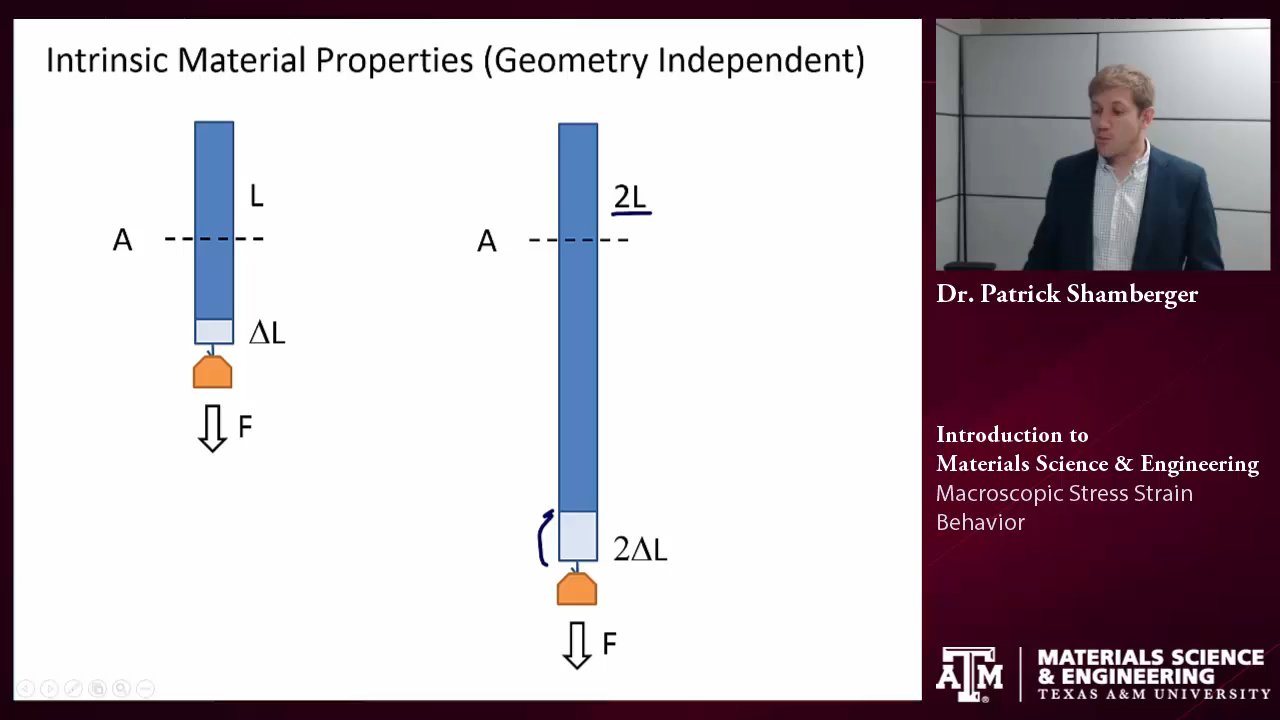 Intrinsic Material Properties (Geometry Independent)
L
A
ΔL
F
2L
A
2ΔL
F
Dr. Patrick Shamberger
Introduction to
Materials Science & Engineering
Macroscopic Stress Strain
Behavior
ATM
MATERIALS SCIENCE
& ENGINEERING
TEXAS A&M UNIVERSITY